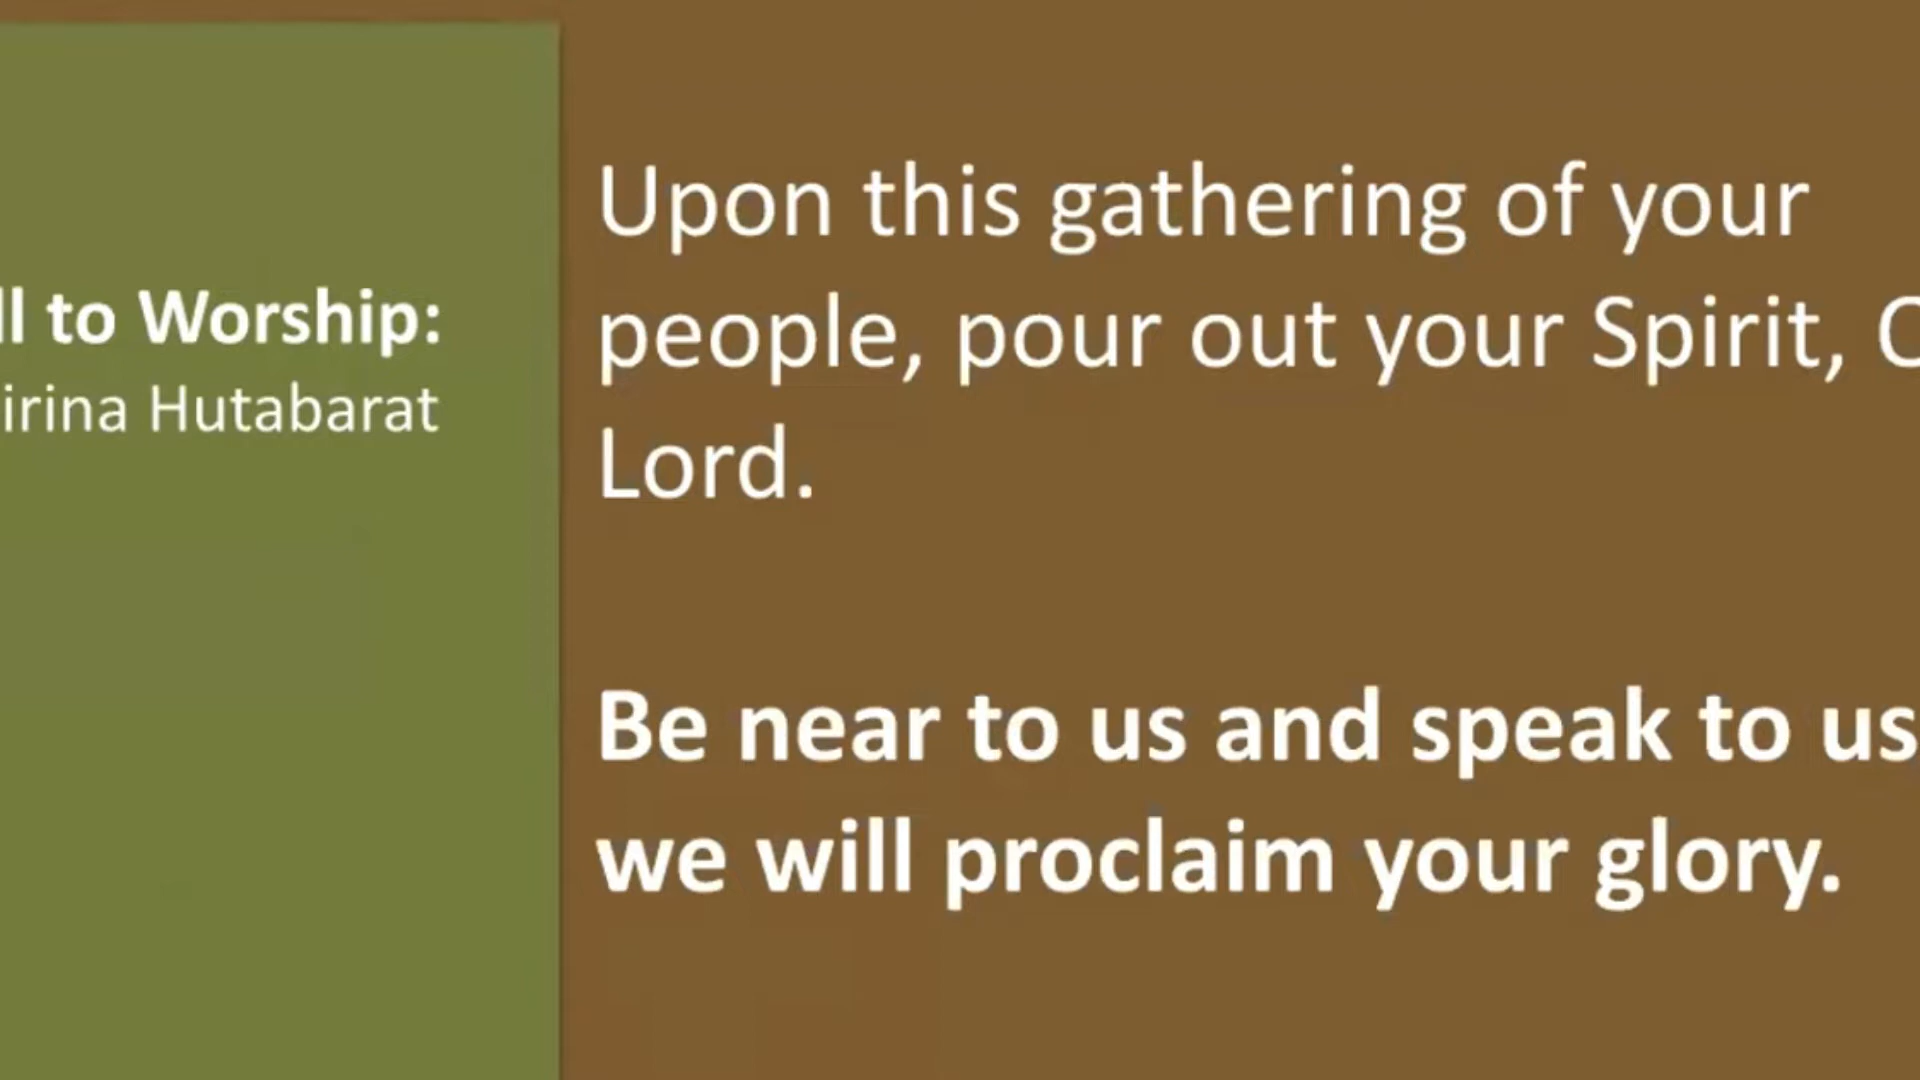 ll to Worship:
irina Hutabarat
Upon this gathering of your
people, pour out your Spirit, O
Lord.
Be near to us and speak to us
we will proclaim your glory.